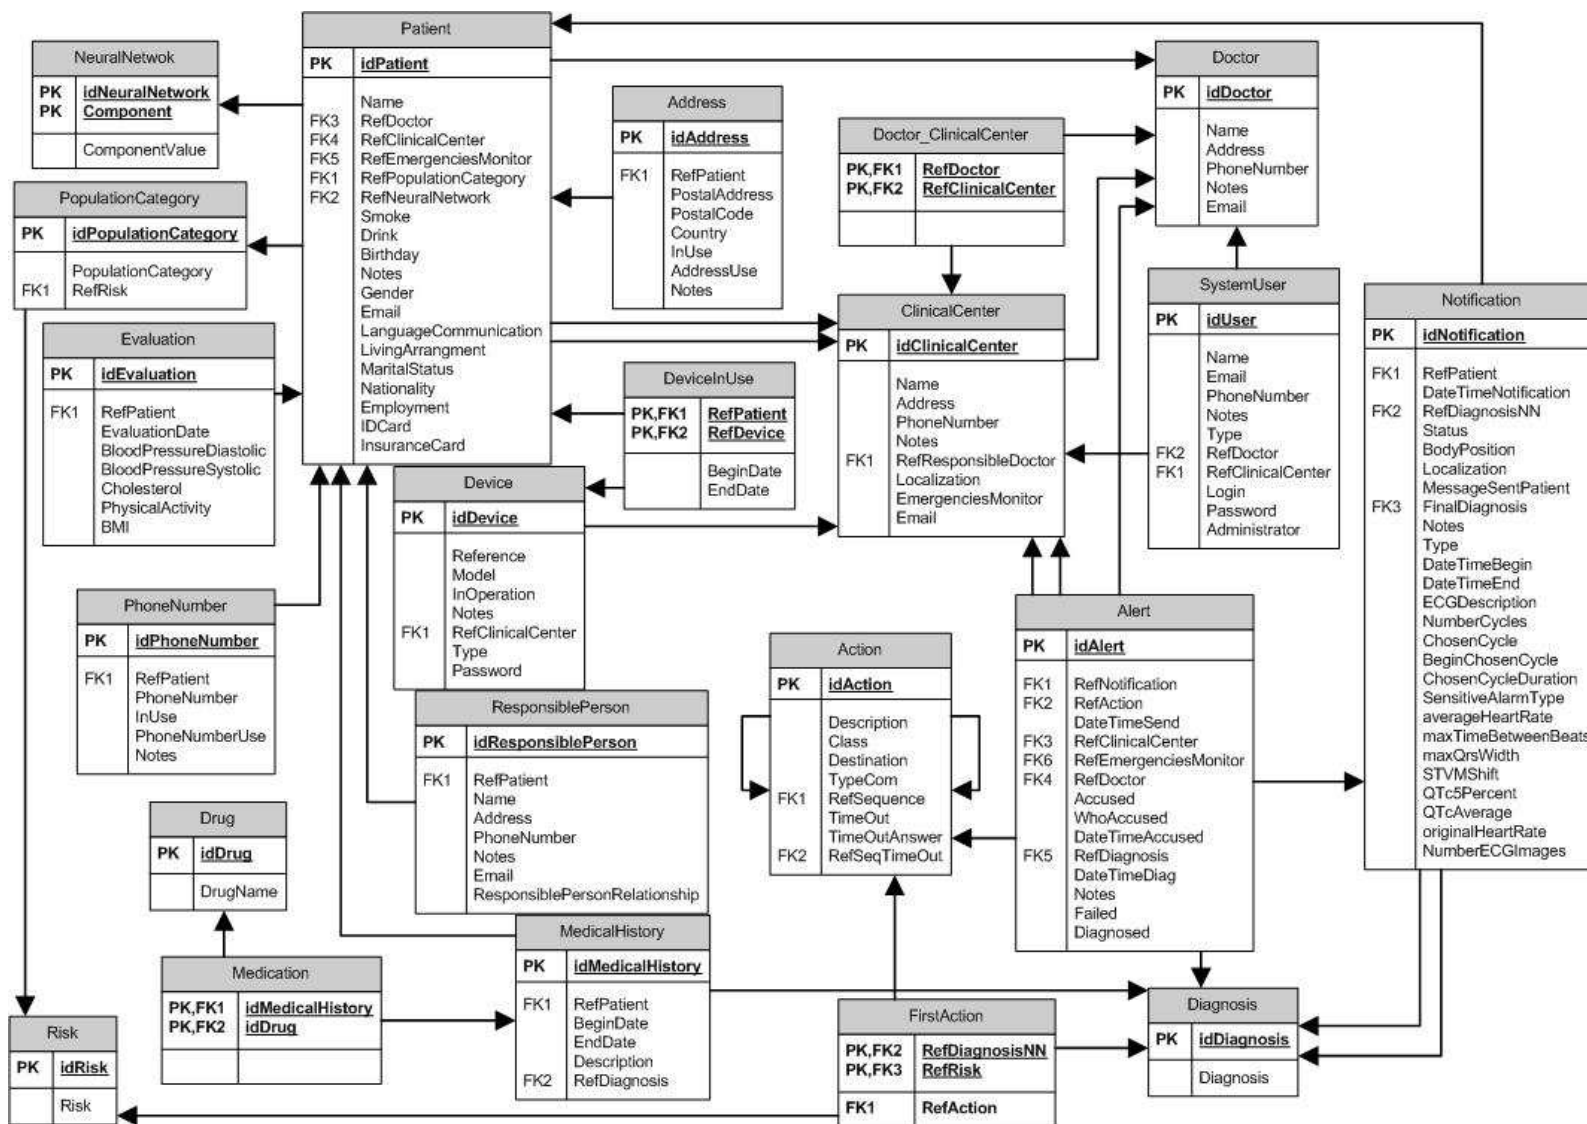 Patient
PK idPatient
Name
FK3 RefDoctor
FK4 RefClinicalCenter
FK5 RefEmergenciesMonitor
FK1 RefPopulationCategory
FK2 RefNeuralNetwork
Smoke
Drink
Birthday
Notes
Gender
Email
LanguageCommunication
LivingArrangment
MaritalStatus
Nationality
Employment
IDCard
InsuranceCard
NeuralNetwok
PK idNeuralNetwork
PK Component
ComponentValue
PopulationCategory
PK idPopulationCategory
PopulationCategory
FK1 RefRisk
Evaluation
PK idEvaluation
FK1 RefPatient
EvaluationDate
BloodPressureDiastolic
BloodPressureSystolic
Cholesterol
PhysicalActivity
BMI
PhoneNumber
PK idPhoneNumber
FK1 RefPatient
PhoneNumber
InUse
PhoneNumberUse
Notes
Drug
PK idDrug
DrugName
Medication
PK,FK1 idMedicalHistory
PK,FK2 idDrug
Risk
PK idRisk
Risk
Address
PK idAddress
FK1 RefPatient
PostalAddress
PostalCode
Country
InUse
AddressUse
Notes
DeviceInUse
PK,FK1 RefPatient
PK,FK2 RefDevice
BeginDate
EndDate
Device
PK idDevice
Reference
Model
InOperation
Notes
FK1 RefClinicalCenter
Type
Password
ResponsiblePerson
PK idResponsiblePerson
FK1 RefPatient
Name
Address
PhoneNumber
Notes
Email
ResponsiblePersonRelationship
MedicalHistory
PK idMedicalHistory
FK1 RefPatient
BeginDate
EndDate
Description
FK2 RefDiagnosis
Doctor_ClinicalCenter
PK,FK1 RefDoctor
PK,FK2 RefClinicalCenter
ClinicalCenter
PK idClinicalCenter
Name
Address
PhoneNumber
Notes
FK1 RefResponsibleDoctor
Localization
EmergenciesMonitor
Email
Action
PK idAction
Description
Class
Destination
TypeCom
FK1 RefSequence
TimeOut
TimeOutAnswer
FK2 RefSeqTimeOut
FirstAction
PK,FK2 RefDiagnosisNN
PK,FK3 RefRisk
FK1 RefAction
Doctor
PK idDoctor
Name
Address
PhoneNumber
Notes
Email
SystemUser
PK idUser
Name
Email
PhoneNumber
Notes
Type
FK2 RefDoctor
FK1 RefClinicalCenter
Login
Password
Administrator
Alert
PK idAlert
FK1 RefNotification
FK2 RefAction
DateTimeSend
FK3 RefClinicalCenter
FK6 RefEmergenciesMonitor
FK4 RefDoctor
Accused
WhoAccused
DateTimeAccused
FK5 RefDiagnosis
DateTimeDiag
Notes
Failed
Diagnosed
Diagnosis
PK idDiagnosis
Diagnosis
Notification
PK idNotification
FK1 RefPatient
DateTimeNotification
FK2 RefDiagnosisNN
Status
BodyPosition
Localization
MessageSentPatient
FK3 FinalDiagnosis
Notes
Type
DateTimeBegin
DateTimeEnd
ECGDescription
NumberCycles
ChosenCycle
BeginChosenCycle
ChosenCycleDuration
SensitiveAlarmType
averageHeartRate
maxTimeBetweenBeats
maxQrsWidth
STVMShift
QTc5Percent
QTcAverage
originalHeartRate
NumberECGImages